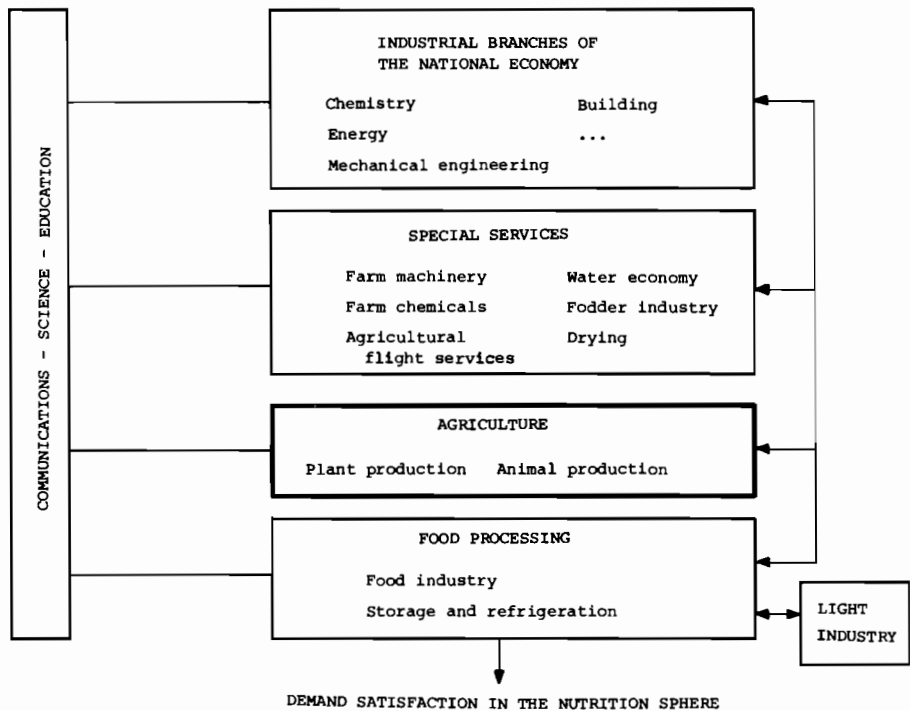 COMMUNICATIONS - SCIENCE - EDUCATION
INDUSTRIAL BRANCHES OF
THE NATIONAL ECONOMY
Chemistry Building
Energy ...
Mechanical engineering
SPECIAL SERVICES
Farm machinery Water economy
Farm chemicals Fodder industry
Agricultural Drying
flight services
AGRICULTURE
Plant production Animal production
FOOD PROCESSING
Food industry
Storage and refrigeration
LIGHT
INDUSTRY
DEMAND SATISFACTION IN THE NUTRITION SPHERE